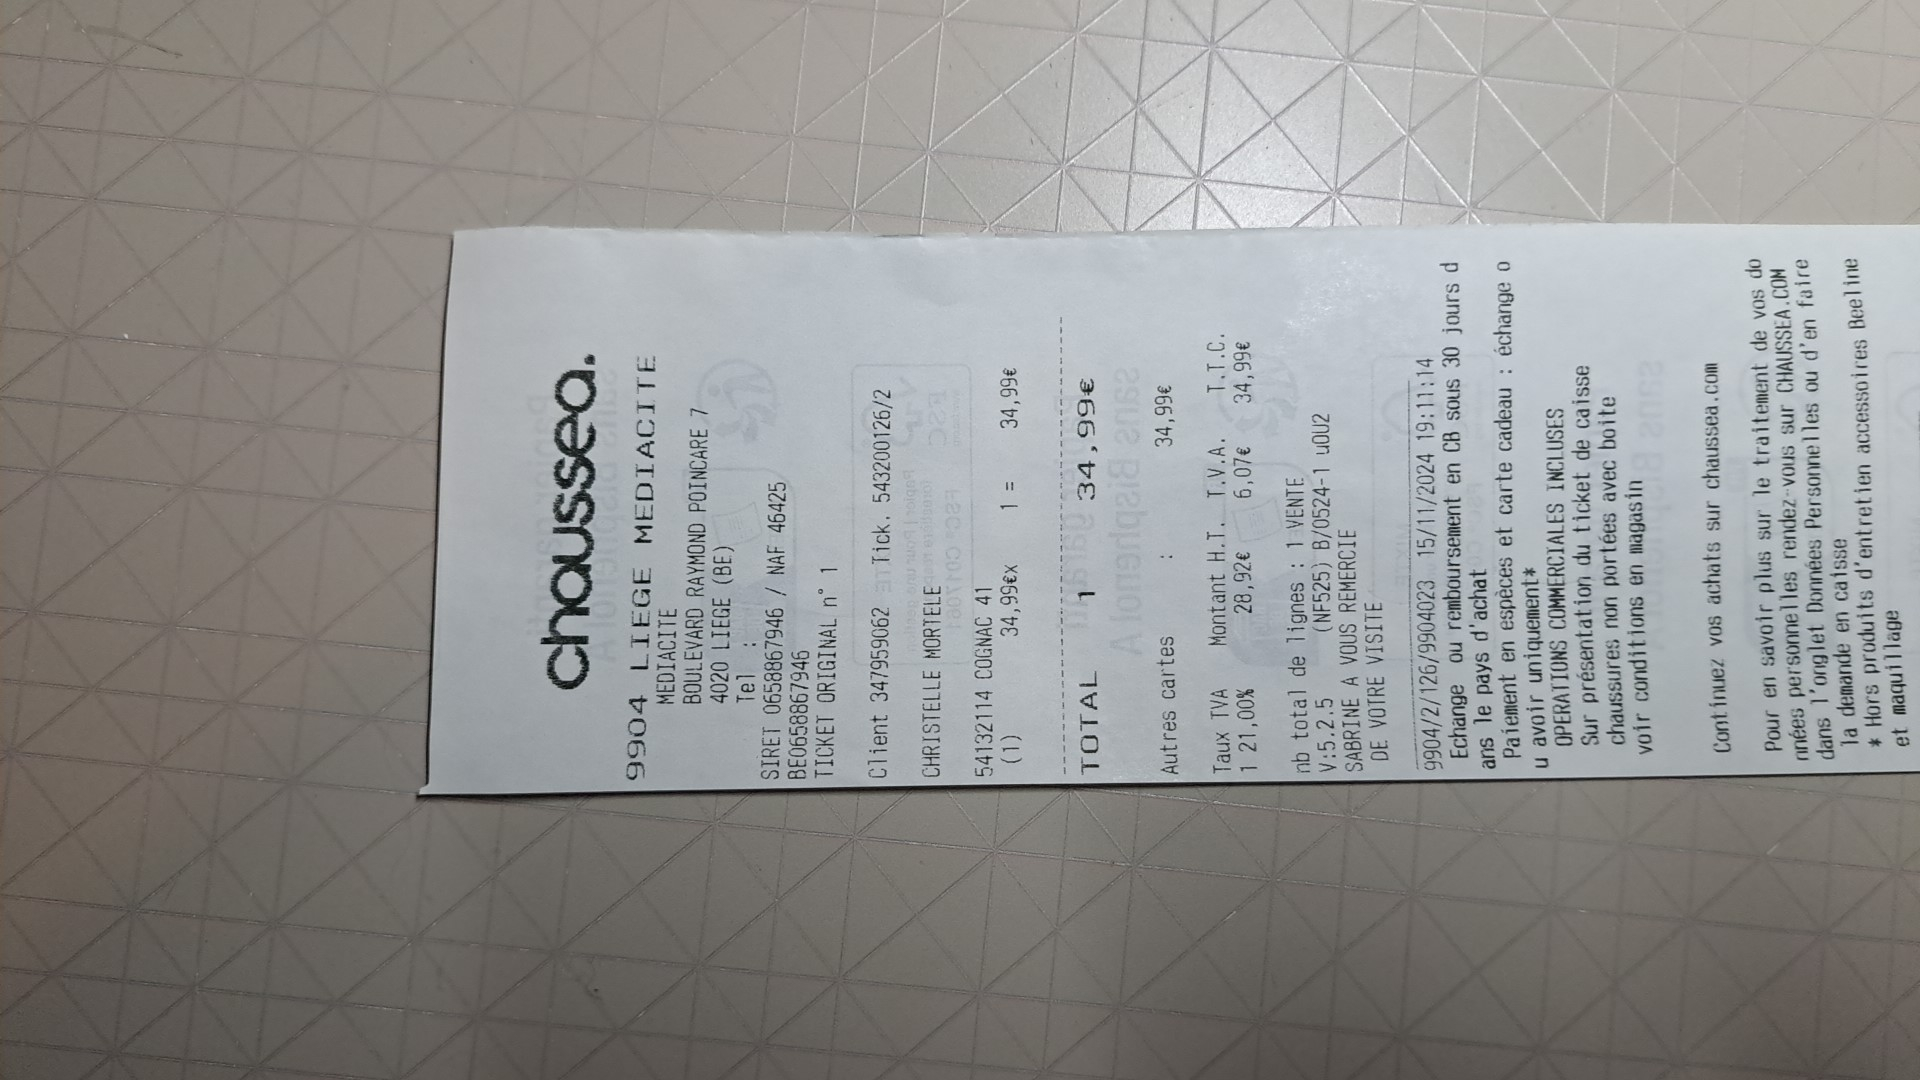 chaussea.
9904 LIEGE MEDIACITE
MEDIACITE
BOULEVARD RAYMOND POINCARE 7
4020 LIEGE (BE)
Tel :
SIRET 0658867946 / NAF 46425
BE0658867946
TICKET ORIGINAL n° 1
Client 347959062 Tick. 543200126/2
CHRISTELLE MORTELE
54132114 COGNAC 41
(1) 34,99€X 1 = 34,99€
TOTAL 1 34,99€
Autres cartes : 34,99€
Taux TVA Montant H.T. T.V.A. T.T.C.
1 21,00% 28,92€ 6,07€ 34,99€
nb total de lignes : 1 VENTE
V:5.2.5 (NF525) B/0524-1 u0U2
SABRINE A VOUS REMERCIE
DE VOTRE VISITE
9904/2/126/9904023 15/11/2024 19:11:14
Echange ou remboursement en CB sous 30 jours d
ans le pays d'achat
Paiement en espèces et carte cadeau : échange o
u avoir uniquement*
OPERATIONS COMMERCIALES INCLUSES
Sur présentation du ticket de caisse
chaussures non portées avec boite
voir conditions en magasin
Continuez vos achats sur chaussea.com
Pour en savoir plus sur le traitement de vos do
nnées personnelles rendez-vous sur CHAUSSEA.COM
dans l'onglet Données Personnelles ou d'en faire
la demande en caisse
* Hors produits d'entretien accessoires Beeline
et maquillage